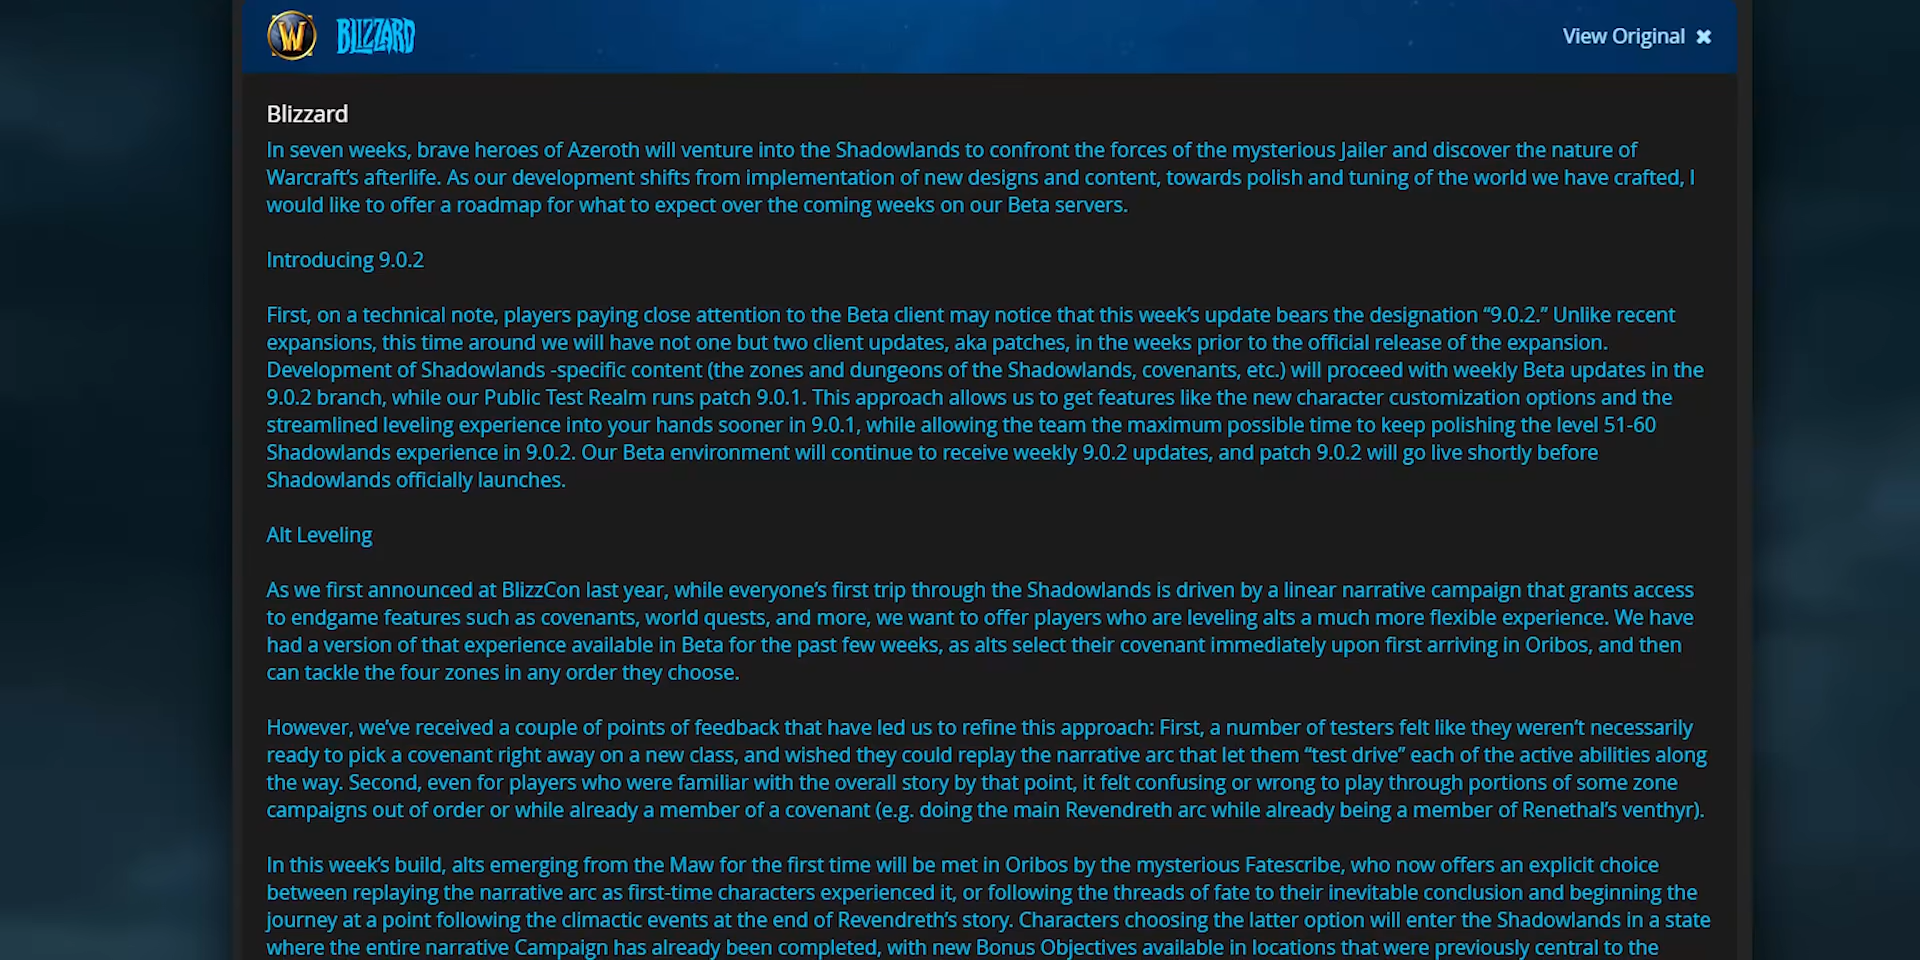 W BLIZZARD View Original ✖
Blizzard
In seven weeks, brave heroes of Azeroth will venture into the Shadowlands to confront the forces of the mysterious Jailer and discover the nature of
Warcraft's afterlife. As our development shifts from implementation of new designs and content, towards polish and tuning of the world we have crafted, I
would like to offer a roadmap for what to expect over the coming weeks on our Beta servers.
Introducing 9.0.2
First, on a technical note, players paying close attention to the Beta client may notice that this week's update bears the designation “9.0.2.” Unlike recent
expansions, this time around we will have not one but two client updates, aka patches, in the weeks prior to the official release of the expansion.
Development of Shadowlands -specific content (the zones and dungeons of the Shadowlands, covenants, etc.) will proceed with weekly Beta updates in the
9.0.2 branch, while our Public Test Realm runs patch 9.0.1. This approach allows us to get features like the new character customization options and the
streamlined leveling experience into your hands sooner in 9.0.1, while allowing the team the maximum possible time to keep polishing the level 51-60
Shadowlands experience in 9.0.2. Our Beta environment will continue to receive weekly 9.0.2 updates, and patch 9.0.2 will go live shortly before
Shadowlands officially launches.
Alt Leveling
As we first announced at BlizzCon last year, while everyone's first trip through the Shadowlands is driven by a linear narrative campaign that grants access
to endgame features such as covenants, world quests, and more, we want to offer players who are leveling alts a much more flexible experience. We have
had a version of that experience available in Beta for the past few weeks, as alts select their covenant immediately upon first arriving in Oribos, and then
can tackle the four zones in any order they choose.
However, we've received a couple of points of feedback that have led us to refine this approach: First, a number of testers felt like they weren't necessarily
ready to pick a covenant right away on a new class, and wished they could replay the narrative arc that let them “test drive” each of the active abilities along
the way. Second, even for players who were familiar with the overall story by that point, it felt confusing or wrong to play through portions of some zone
campaigns out of order or while already a member of a covenant (e.g. doing the main Revendreth arc while already being a member of Renethal's venthyr).
In this week's build, alts emerging from the Maw for the first time will be met in Oribos by the mysterious Fatescribe, who now offers an explicit choice
between replaying the narrative arc as first-time characters experienced it, or following the threads of fate to their inevitable conclusion and beginning the
journey at a point following the climactic events at the end of Revendreth's story. Characters choosing the latter option will enter the Shadowlands in a state
where the entire narrative Campaign has already been completed, with new Bonus Objectives available in locations that were previously central to the